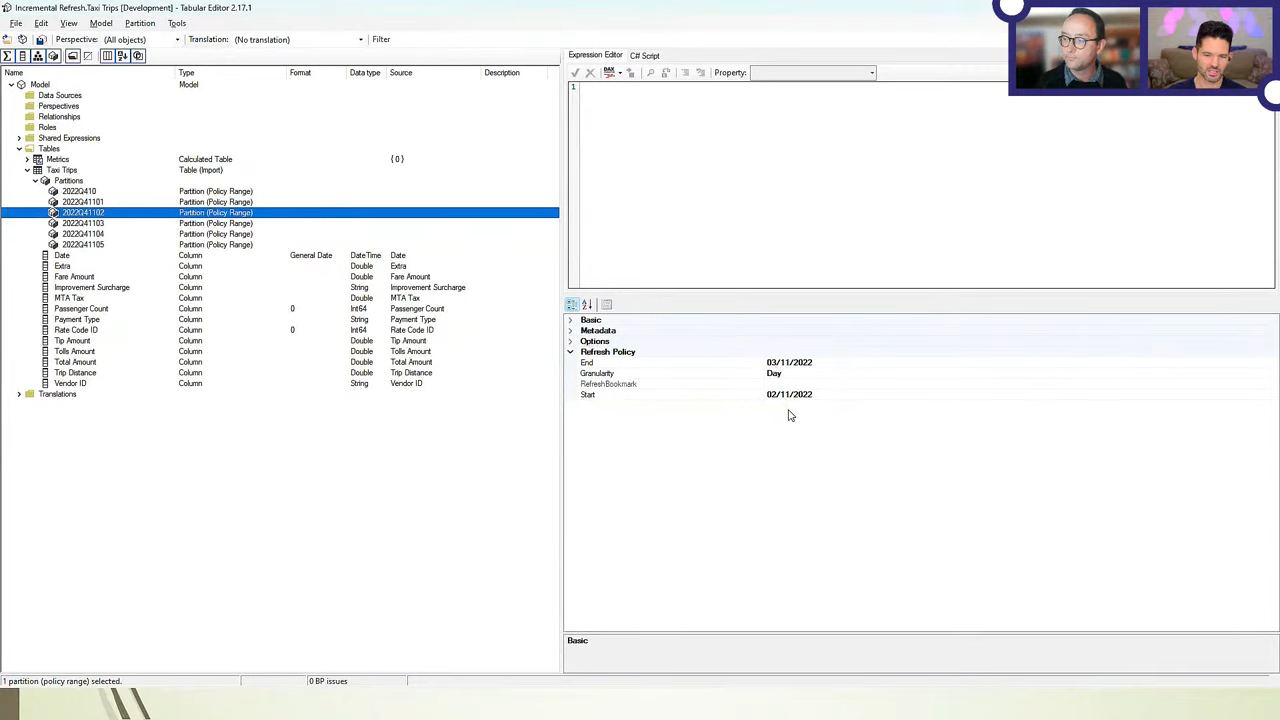 Incremental Refresh.Taxi Trips [Development] - Tabular Editor 2.17.1
File Edit View Model Partition Tools
Perspective: (All objects) Translation: (No translation) Filter
Name Type Format Data type Source Description
Model Model
Data Sources
Perspectives
Relationships
Roles
Shared Expressions
Tables
Metrics Calculated Table { 0 }
Taxi Trips Table (Import)
Partitions
2022Q410 Partition (Policy Range)
2022Q41101 Partition (Policy Range)
2022Q41102 Partition (Policy Range)
2022Q41103 Partition (Policy Range)
2022Q41104 Partition (Policy Range)
2022Q41105 Partition (Policy Range)
Date Column General Date DateTime Date
Extra Column Double Extra
Fare Amount Column Double Fare Amount
Improvement Surcharge Column String Improvement Surcharge
MTA Tax Column Double MTA Tax
Passenger Count Column 0 Int64 Passenger Count
Payment Type Column String Payment Type
Rate Code ID Column 0 Int64 Rate Code ID
Tip Amount Column Double Tip Amount
Tolls Amount Column Double Tolls Amount
Total Amount Column Double Total Amount
Trip Distance Column Double Trip Distance
Vendor ID Column String Vendor ID
Translations
Expression Editor C# Script
DAX Property:
1
Basic
Metadata
Options
Refresh Policy
End 03/11/2022
Granularity Day
RefreshBookmark
Start 02/11/2022
Basic
1 partition (policy range) selected. 0 BP issues